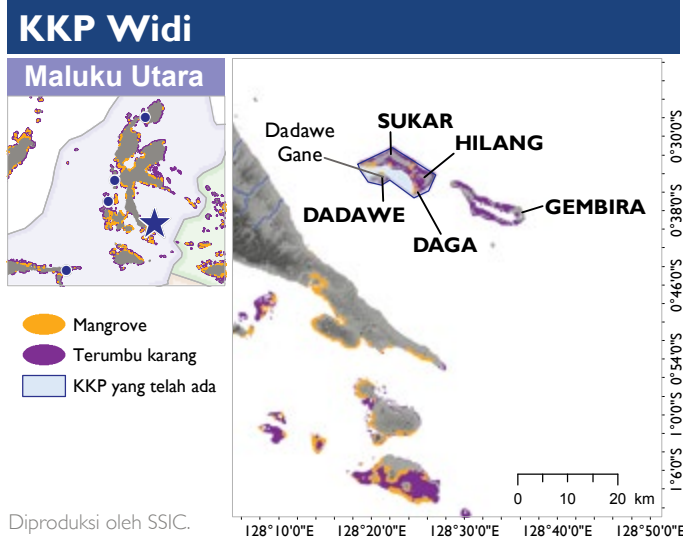 KKP Widi
Maluku Utara
Mangrove
Terumbu karang
KKP yang telah ada
Diproduksi oleh SSIC.
SUKAR
Dadawe
Gane
HILANG
DADAWE
GEMBIRA
DAGA
0°30'0"S
0°38'0"S
0°46'0"S
0°54'0"S
1°0'0"S
1°6'0"S
0 10 20 km
128°10'0"E 128°20'0"E 128°30'0"E 128°40'0"E 128°50'0"E